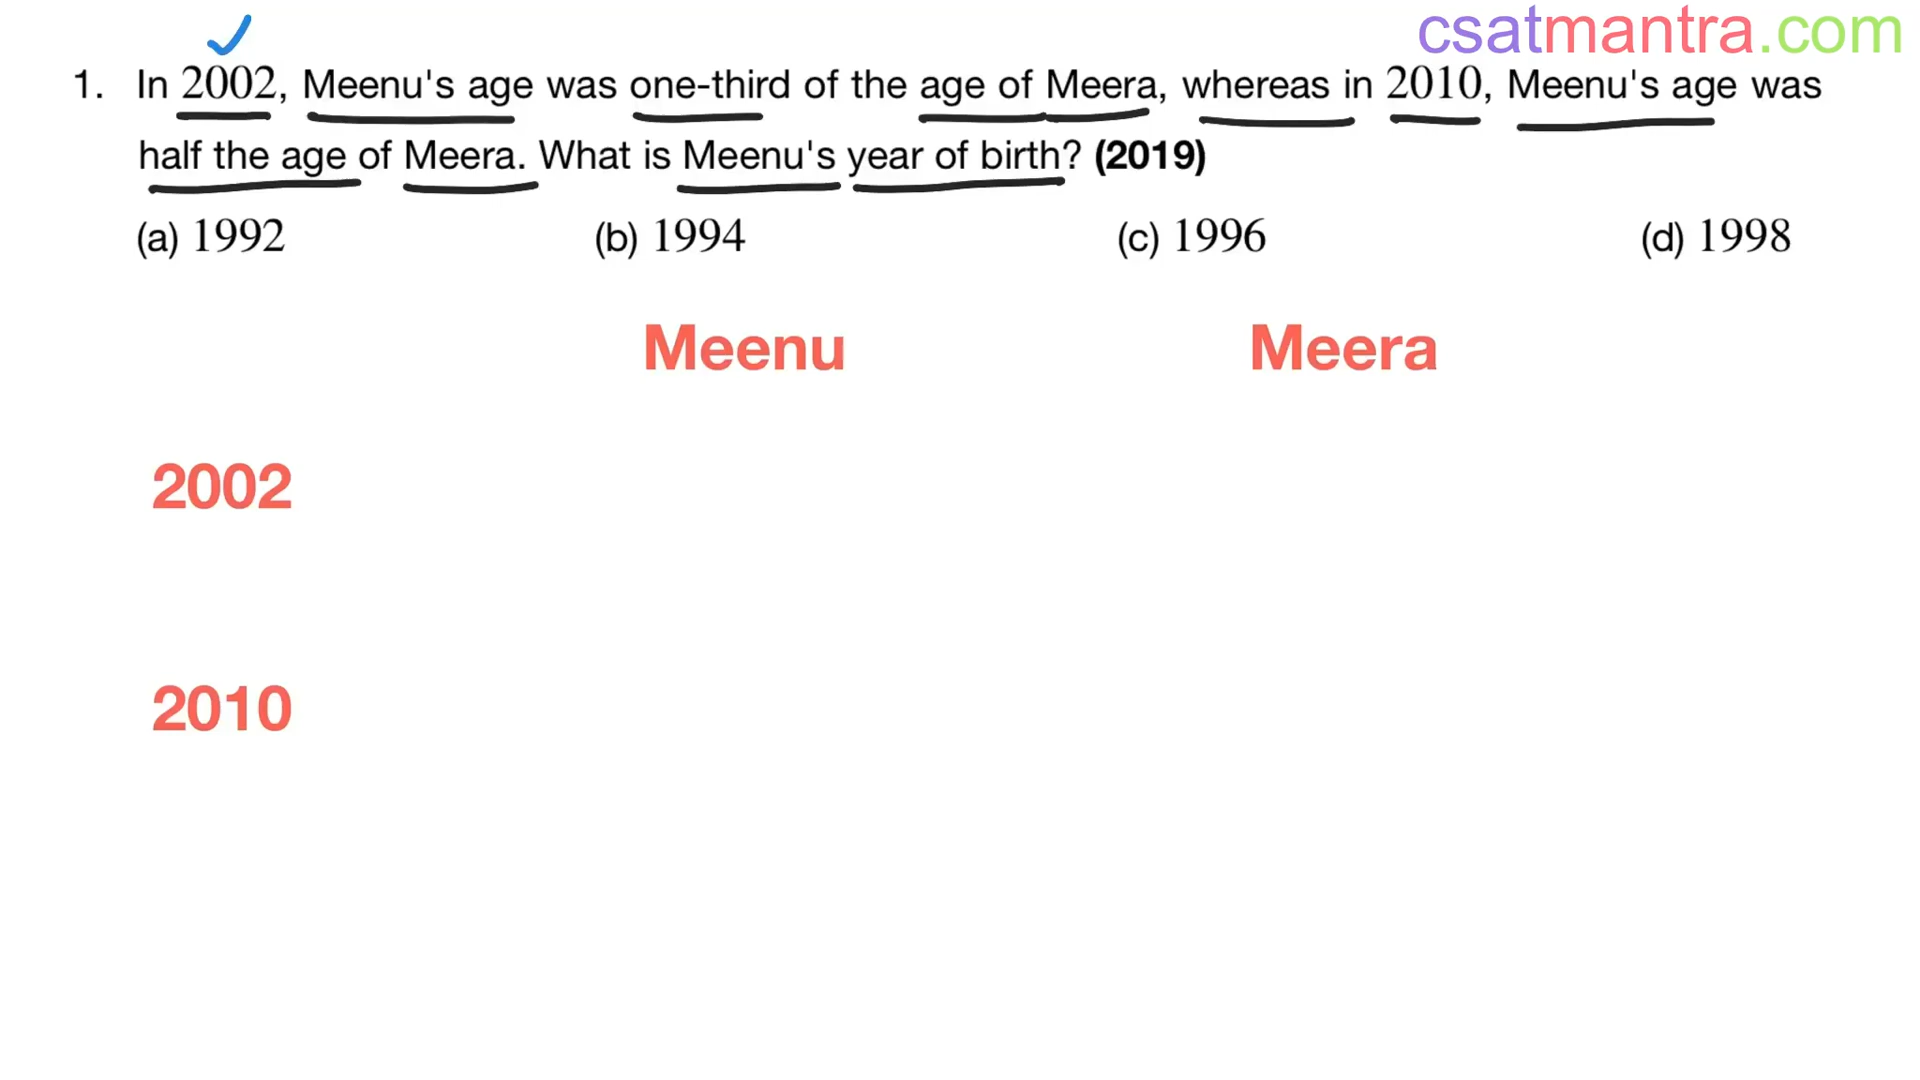 csatmantra.com
1. In 2002, Meenu's age was one-third of the age of Meera, whereas in 2010, Meenu's age was
half the age of Meera. What is Meenu's year of birth? (2019)
(a) 1992 (b) 1994 (c) 1996 (d) 1998
Meenu Meera
2002
2010